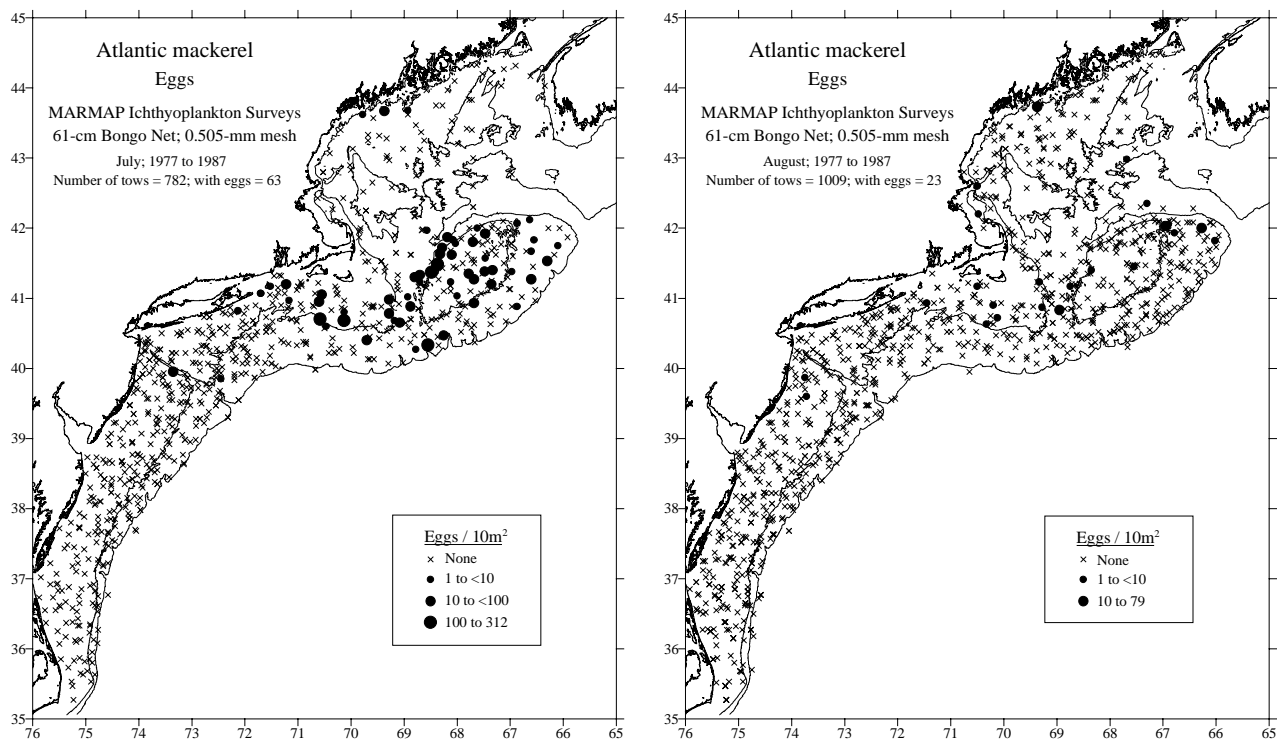 Atlantic mackerel
Eggs
MARMAP Ichthyoplankton Surveys
61-cm Bongo Net; 0.505-mm mesh
July; 1977 to 1987
Number of tows = 782; with eggs = 63
45
44
43
42
41
40
39
38
37
36
35
76 75 74 73 72 71 70 69 68 67 66 65
Eggs / 10m²
None
1 to <10
10 to <100
100 to 312
Atlantic mackerel
Eggs
MARMAP Ichthyoplankton Surveys
61-cm Bongo Net; 0.505-mm mesh
August; 1977 to 1987
Number of tows = 1009; with eggs = 23
45
44
43
42
41
40
39
38
37
36
35
76 75 74 73 72 71 70 69 68 67 66 65
Eggs / 10m²
None
1 to <10
10 to 79